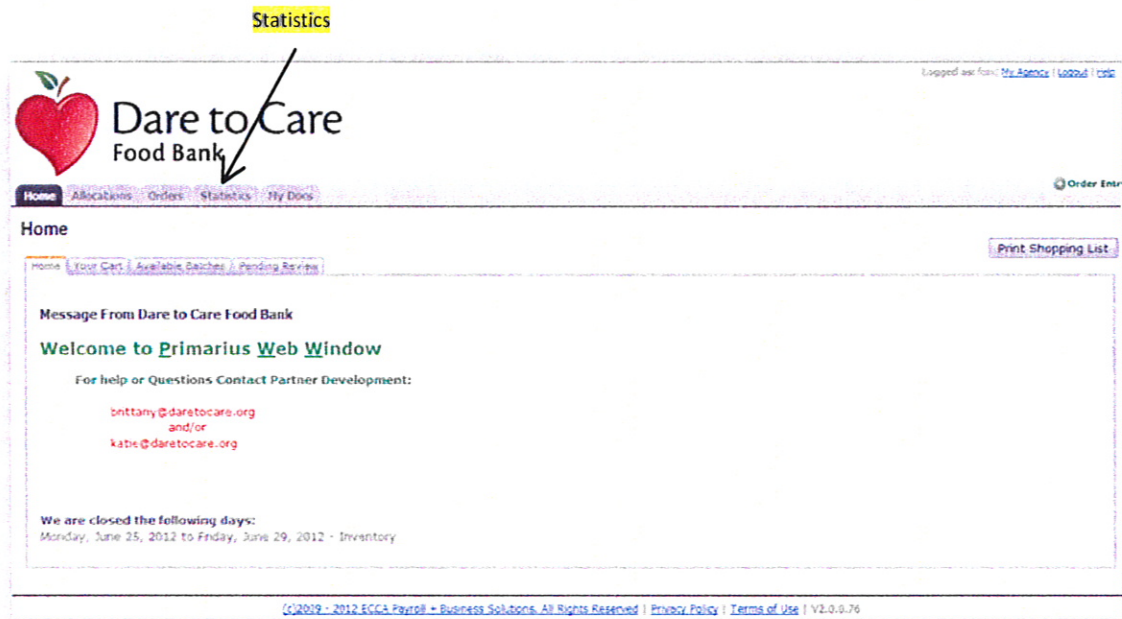 Statistics
Logged as: for: My Agency | Logout | Help
Dare to Care
Food Bank
Order Entr
Home Allocations Orders Statistics My Docs
Home
Print Shopping List
Home Your Cart Available Batches Pending Review
Message From Dare to Care Food Bank
Welcome to Primarius Web Window
For help or Questions Contact Partner Development:
brittany@daretocare.org
and/or
katie@daretocare.org
We are closed the following days:
Monday, June 25, 2012 to Friday, June 29, 2012 - Inventory
(c)2009 - 2012 ECCA Payroll + Business Solutions. All Rights Reserved | Privacy Policy | Terms of Use | V2.0.0.76